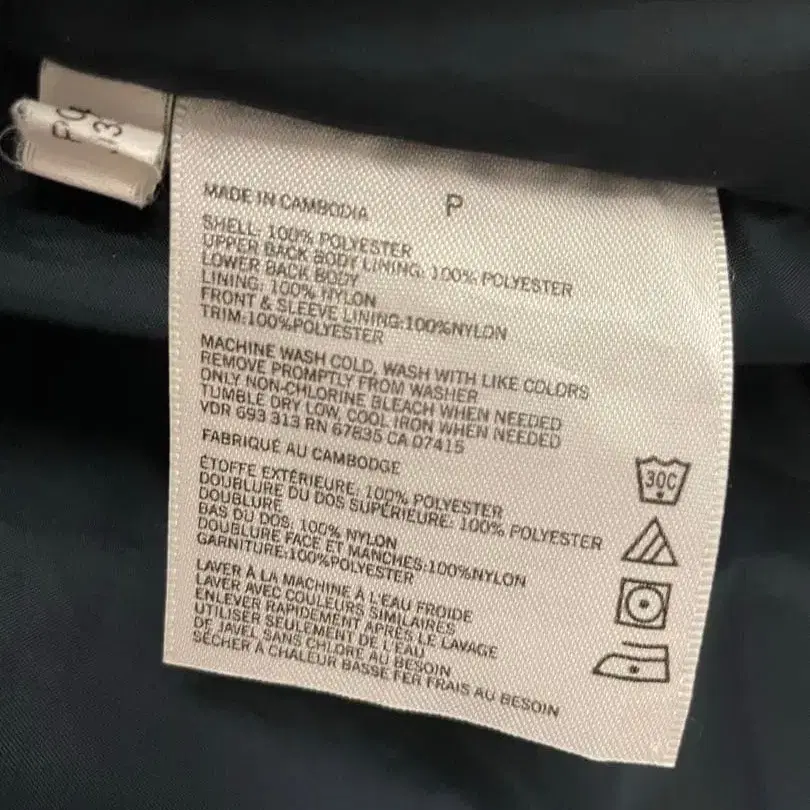 MADE IN CAMBODIA P
SHELL: 100% POLYESTER
UPPER BACK BODY LINING: 100% POLYESTER
LOWER BACK BODY
LINING: 100% NYLON
FRONT & SLEEVE LINING:100%NYLON
TRIM:100%POLYESTER
MACHINE WASH COLD, WASH WITH LIKE COLORS
REMOVE PROMPTLY FROM WASHER
ONLY NON-CHLORINE BLEACH WHEN NEEDED
TUMBLE DRY LOW, COOL IRON WHEN NEEDED
VDR 693 313 RN 67835 CA 07415
FABRIQUÉ AU CAMBODGE
ÉTOFFE EXTÉRIEURE: 100% POLYESTER
DOUBLURE DU DOS SUPÉRIEURE: 100% POLYESTER
DOUBLURE
BAS DU DOS: 100% NYLON
DOUBLURE FACE ET MANCHES:100%NYLON
GARNITURE:100%POLYESTER
LAVER À LA MACHINE À L'EAU FROIDE
LAVER AVEC COULEURS SIMILAIRES
ENLEVER RAPIDEMENT APRÈS LE LAVAGE
UTILISER SEULEMENT DE L'EAU
DE JAVEL SANS CHLORE AU BESOIN
SÉCHER À CHALEUR BASSE FER FRAIS AU BESOIN
30C